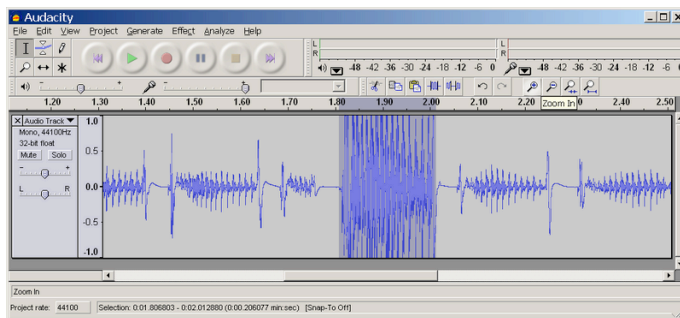 Audacity
File Edit View Project Generate Effect Analyze Help
L
R
-48 -42 -36 -30 -24 -18 -12 -6 0
L
R
-48 -42 -36 -30 -24 -18 -12 -6
1.20 1.30 1.40 1.50 1.60 1.70 1.80 1.90 2.00 2.10 2.20 2.30 2.40 2.50
Zoom In
Audio Track
Mono, 44100Hz
32-bit float
Mute Solo
- +
L R
1.0
0.5
0.0
-0.5
-1.0
Zoom In
Project rate: 44100 Selection: 0:01.806803 - 0:02.012880 (0:00.206077 min:sec) [Snap-To Off]